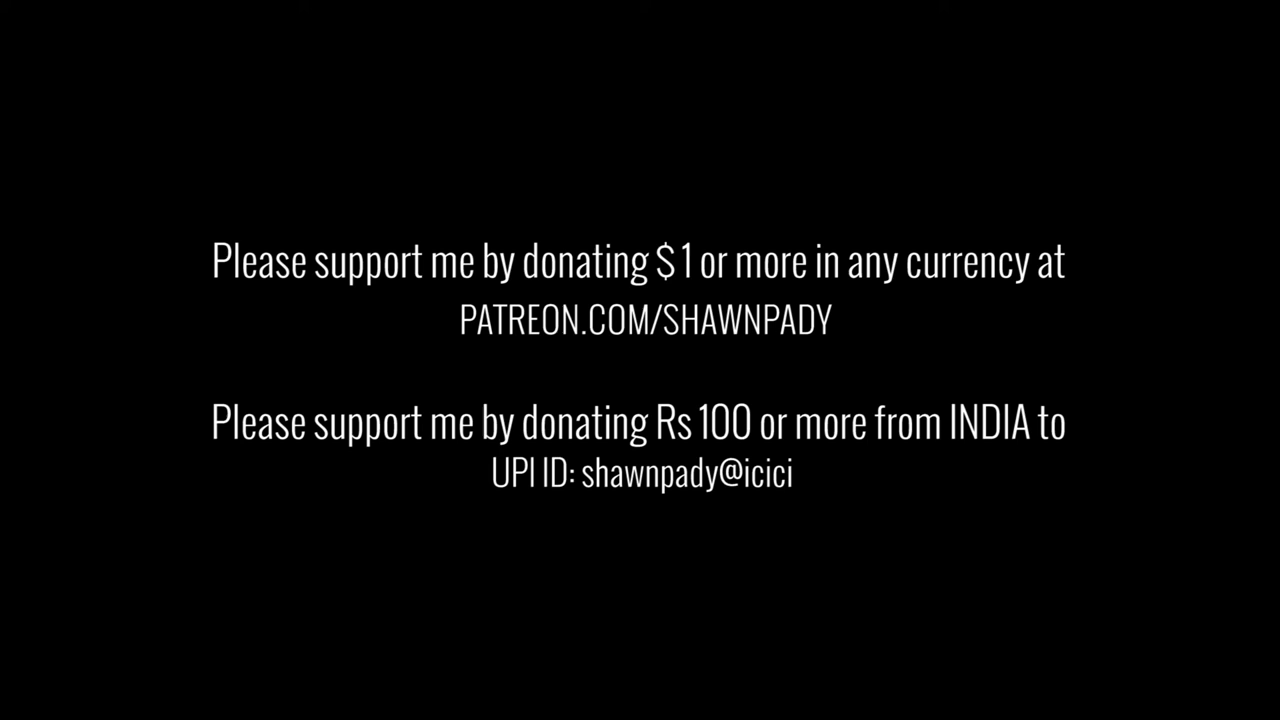 Please support me by donating $ 1 or more in any currency at
PATREON.COM/SHAWNPADY
Please support me by donating Rs 100 or more from INDIA to
UPI ID: shawnpady@icici